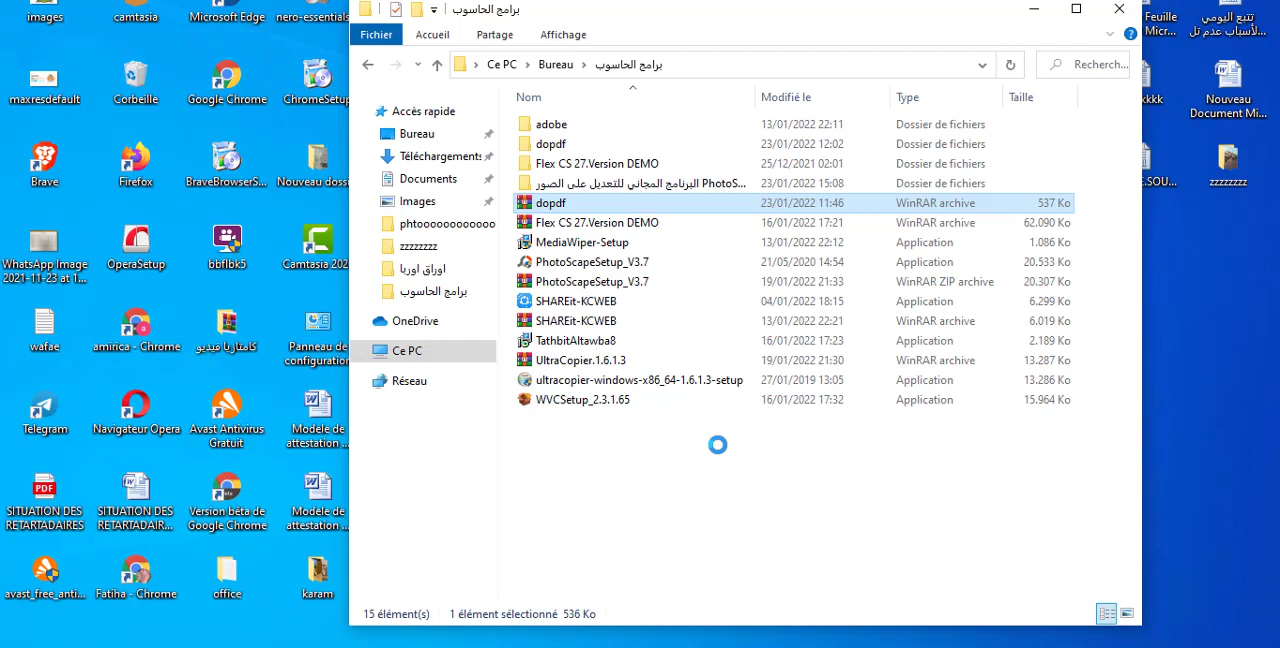 images
camtasia
Microsoft Edge
nero-essentials
maxresdefault
Corbeille
Google Chrome
ChromeSetup
Brave
Firefox
BraveBrowserS...
Nouveau dossi
WhatsApp Image
2021-11-23 at 1...
OperaSetup
bbflbk5
Camtasia 202
wafae
amirica - Chrome
كامتازيا فيديو
Panneau de
configuration
Telegram
Navigateur Opera
Avast Antivirus
Gratuit
Modèle de
attestation ...
SITUATION DES
RETARTADAIRES
SITUATION DES
RETARTADAIR...
Version bêta de
Google Chrome
Modèle de
attestation ...
avast_free_anti...
Fatiha - Chrome
office
karam
برامج الحاسوب
Fichier
Accueil
Partage
Affichage
Ce PC › Bureau › برامج الحاسوب
Recherch...
Accès rapide
Bureau
Téléchargements
Documents
Images
phtooooooooooo
zzzzzzzz
اوراق اوربا
برامج الحاسوب
OneDrive
Ce PC
Réseau
Nom Modifié le Type Taille
adobe 13/01/2022 22:11 Dossier de fichiers
dopdf 23/01/2022 12:02 Dossier de fichiers
Flex CS 27.Version DEMO 25/12/2021 02:01 Dossier de fichiers
البرنامج المجاني للتعديل على الصور PhotoS... 23/01/2022 15:08 Dossier de fichiers
dopdf 23/01/2022 11:46 WinRAR archive 537 Ko
Flex CS 27.Version DEMO 16/01/2022 17:21 WinRAR archive 62.090 Ko
MediaWiper-Setup 13/01/2022 22:12 Application 1.086 Ko
PhotoScapeSetup_V3.7 21/05/2020 14:54 Application 20.533 Ko
PhotoScapeSetup_V3.7 19/01/2022 21:33 WinRAR ZIP archive 20.307 Ko
SHAREit-KCWEB 04/01/2022 18:15 Application 6.299 Ko
SHAREit-KCWEB 13/01/2022 22:21 WinRAR archive 6.019 Ko
TathbitAltawba8 16/01/2022 17:23 Application 2.189 Ko
UltraCopier.1.6.1.3 19/01/2022 21:30 WinRAR archive 13.287 Ko
ultracopier-windows-x86_64-1.6.1.3-setup 27/01/2019 13:05 Application 13.286 Ko
WVCSetup_2.3.1.65 16/01/2022 17:32 Application 15.964 Ko
15 élément(s) 1 élément sélectionné 536 Ko
Feuille
Micr...
تتبع اليومي
لأسباب عدم تل...
kkkk
Nouveau
Document Mi...
E.SOU...
zzzzzzzz